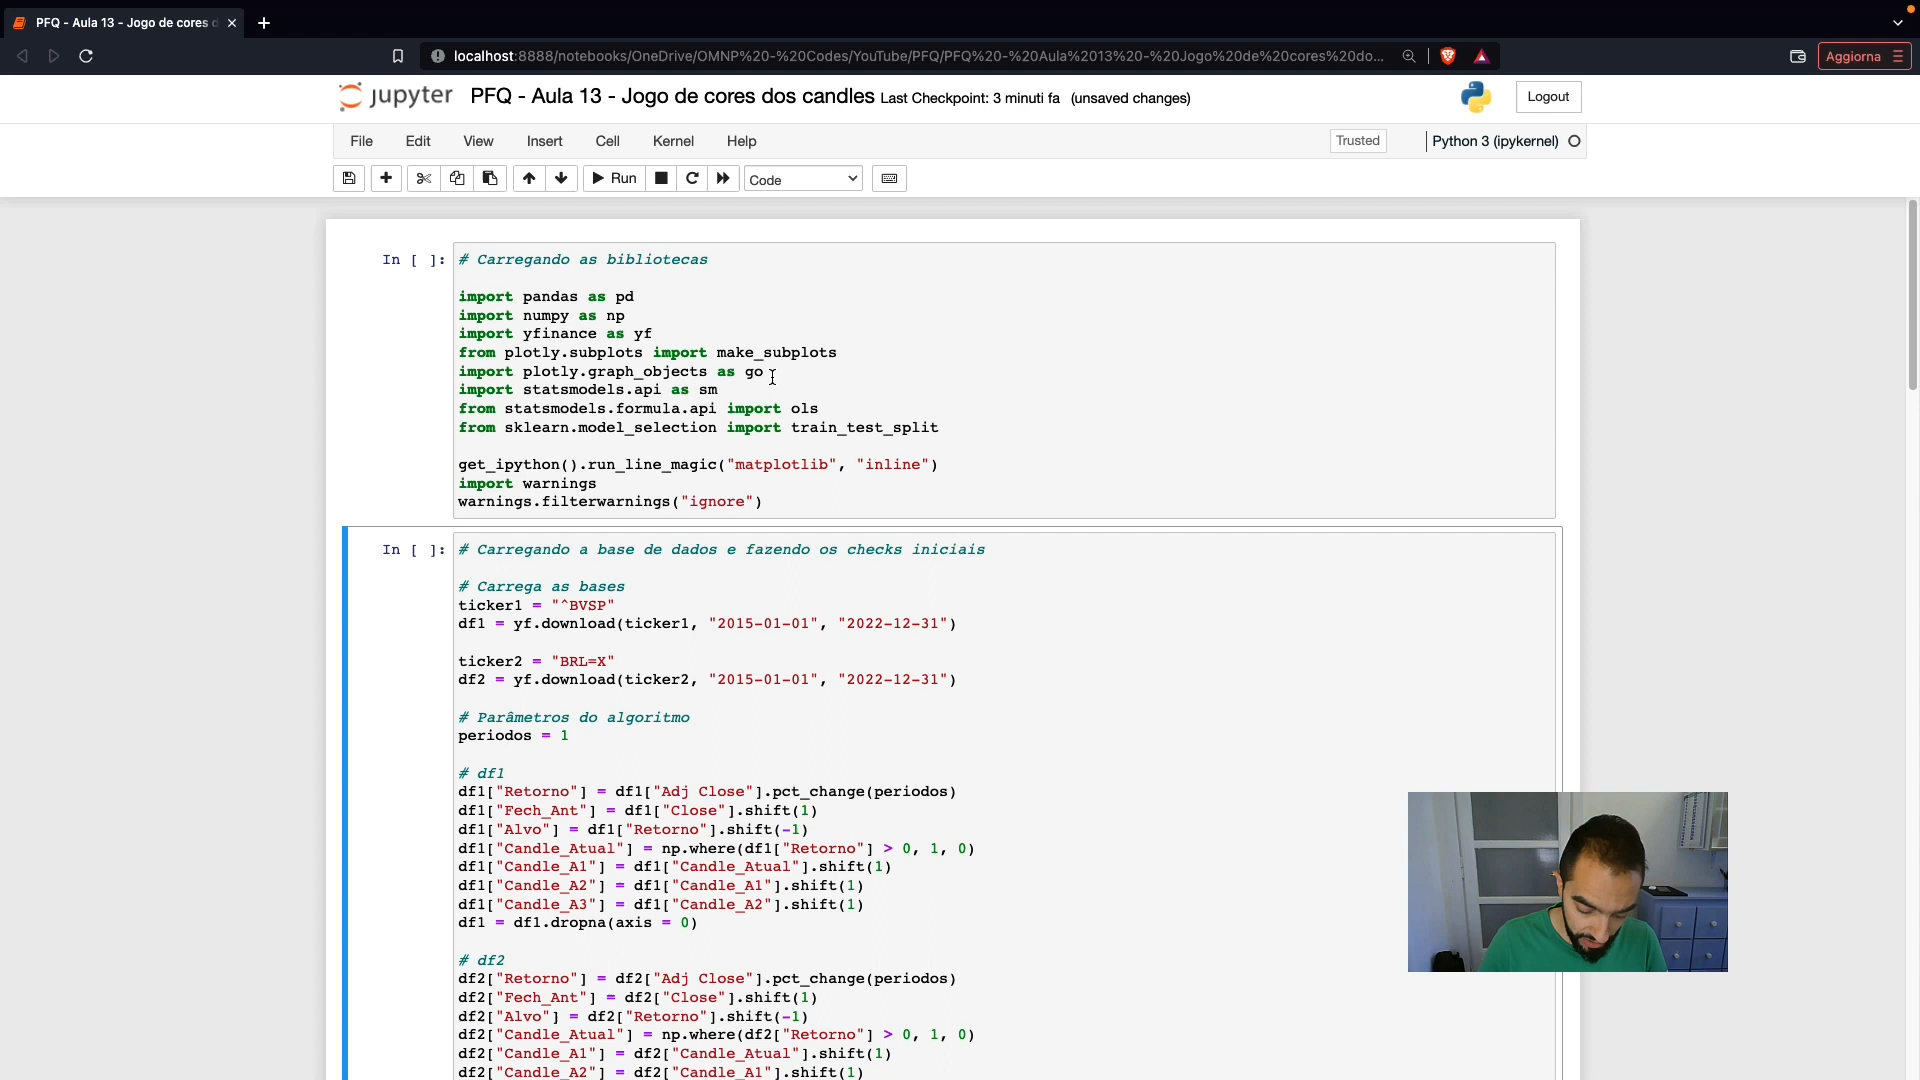 PFQ - Aula 13 - Jogo de cores d
localhost:8888/notebooks/OneDrive/OMNP%20-%20Codes/YouTube/PFQ/PFQ%20-%20Aula%2013%20-%20Jogo%20de%20cores%20do...
Aggiorna
jupyter PFQ - Aula 13 - Jogo de cores dos candles Last Checkpoint: 3 minuti fa (unsaved changes)
Logout
File Edit View Insert Cell Kernel Help
Trusted
Python 3 (ipykernel)
Run
Code
In [ ]: # Carregando as bibliotecas
import pandas as pd
import numpy as np
import yfinance as yf
from plotly.subplots import make_subplots
import plotly.graph_objects as go
import statsmodels.api as sm
from statsmodels.formula.api import ols
from sklearn.model_selection import train_test_split
get_ipython().run_line_magic("matplotlib", "inline")
import warnings
warnings.filterwarnings("ignore")
In [ ]: # Carregando a base de dados e fazendo os checks iniciais
# Carrega as bases
ticker1 = "^BVSP"
df1 = yf.download(ticker1, "2015-01-01", "2022-12-31")
ticker2 = "BRL=X"
df2 = yf.download(ticker2, "2015-01-01", "2022-12-31")
# Parâmetros do algoritmo
periodos = 1
# df1
df1["Retorno"] = df1["Adj Close"].pct_change(periodos)
df1["Fech_Ant"] = df1["Close"].shift(1)
df1["Alvo"] = df1["Retorno"].shift(-1)
df1["Candle_Atual"] = np.where(df1["Retorno"] > 0, 1, 0)
df1["Candle_A1"] = df1["Candle_Atual"].shift(1)
df1["Candle_A2"] = df1["Candle_A1"].shift(1)
df1["Candle_A3"] = df1["Candle_A2"].shift(1)
df1 = df1.dropna(axis = 0)
# df2
df2["Retorno"] = df2["Adj Close"].pct_change(periodos)
df2["Fech_Ant"] = df2["Close"].shift(1)
df2["Alvo"] = df2["Retorno"].shift(-1)
df2["Candle_Atual"] = np.where(df2["Retorno"] > 0, 1, 0)
df2["Candle_A1"] = df2["Candle_Atual"].shift(1)
df2["Candle_A2"] = df2["Candle_A1"].shift(1)